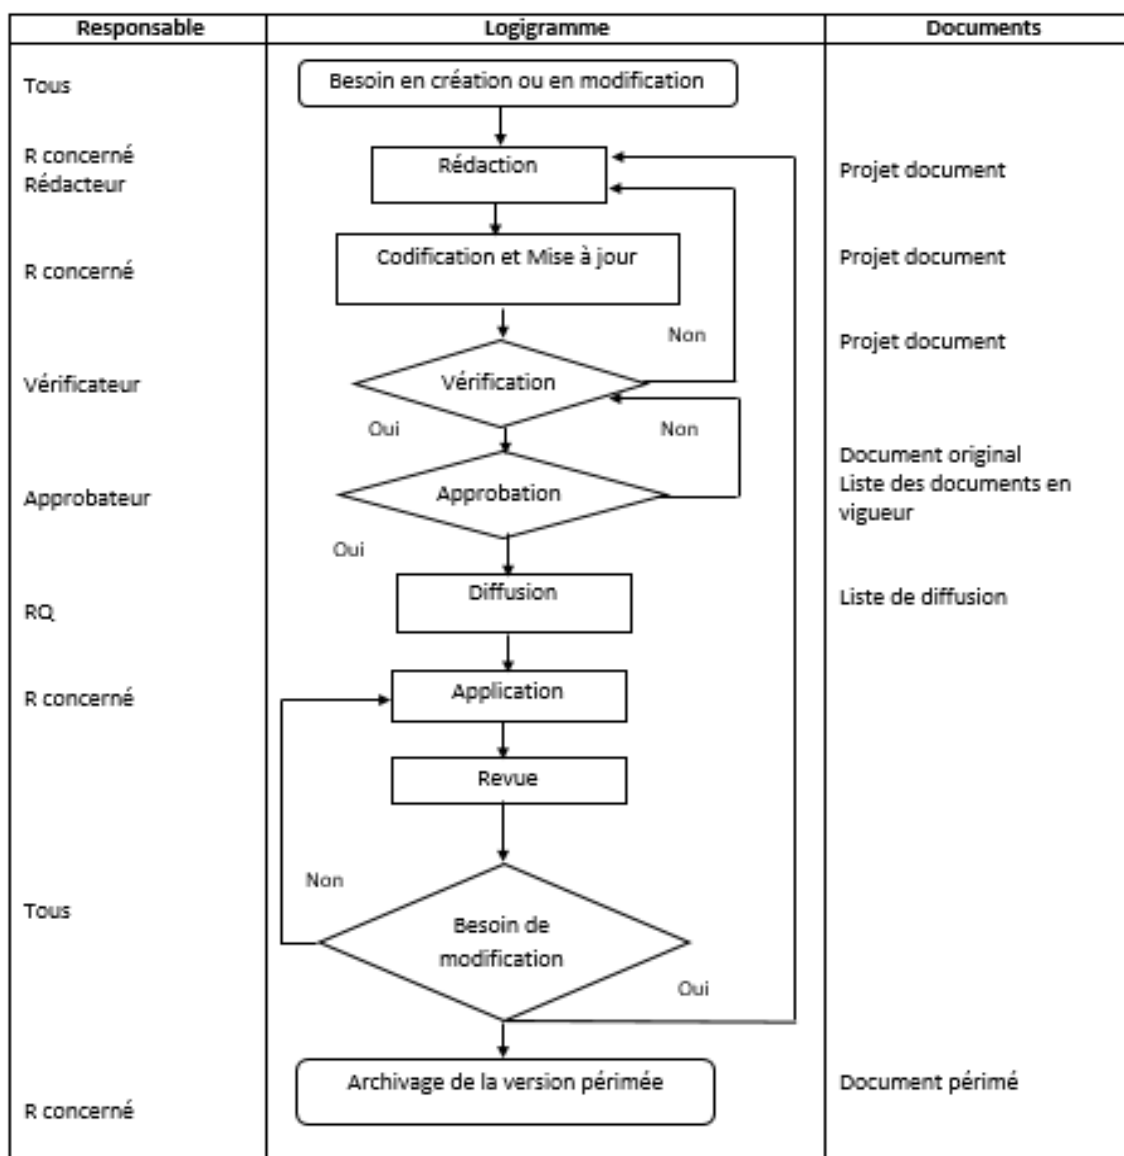 Responsable
Logigramme
Documents
Tous
Besoin en création ou en modification
R concerné
Rédacteur
Rédaction
Projet document
R concerné
Codification et Mise à jour
Projet document
Non
Projet document
Vérificateur
Vérification
Oui
Non
Approbateur
Approbation
Document original
Liste des documents en
vigueur
Oui
RQ
Diffusion
Liste de diffusion
R concerné
Application
Revue
Non
Tous
Besoin de
modification
Oui
R concerné
Archivage de la version périmée
Document périmé